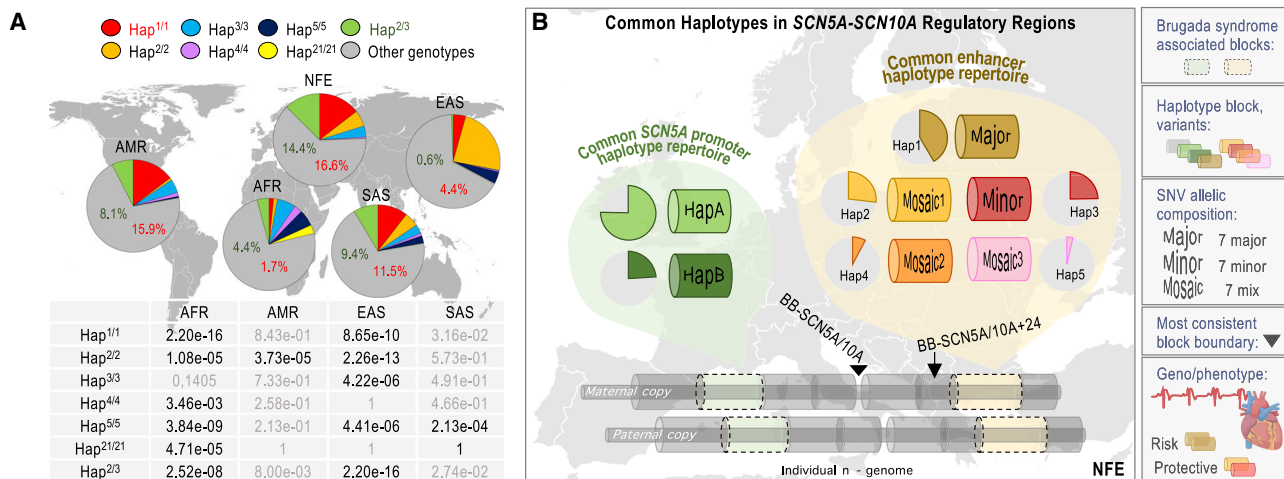 A
Hap1/1
Hap3/3
Hap5/5
Hap2/3
Hap2/2
Hap4/4
Hap21/21
Other genotypes
NFE
14.4%
16.6%
EAS
0.6%
4.4%
AMR
8.1%
15.9%
AFR
4.4%
1.7%
SAS
9.4%
11.5%
AFR AMR EAS SAS
Hap1/1 2.20e-16 8.43e-01 8.65e-10 3.16e-02
Hap2/2 1.08e-05 3.73e-05 2.26e-13 5.73e-01
Hap3/3 0,1405 7.33e-01 4.22e-06 4.91e-01
Hap4/4 3.46e-03 2.58e-01 1 4.66e-01
Hap5/5 3.84e-09 2.13e-01 4.41e-06 2.13e-04
Hap21/21 4.71e-05 1 1 1
Hap2/3 2.52e-08 8.00e-03 2.20e-16 2.74e-02
B
Common Haplotypes in SCN5A-SCN10A Regulatory Regions
Common enhancer
haplotype repertoire
Hap1
Major
Hap2
Mosaic1
Minor
Hap3
Hap4
Mosaic2
Mosaic3
Hap5
Common SCN5A promoter
haplotype repertoire
HapA
HapB
BB-SCN5A/10A
BB-SCN5A/10A+24
Maternal copy
Paternal copy
Individual n - genome
NFE
Brugada syndrome
associated blocks:
Haplotype block,
variants:
SNV allelic
composition:
Major 7 major
Minor 7 minor
Mosaic 7 mix
Most consistent
block boundary:
Geno/phenotype:
Risk
Protective